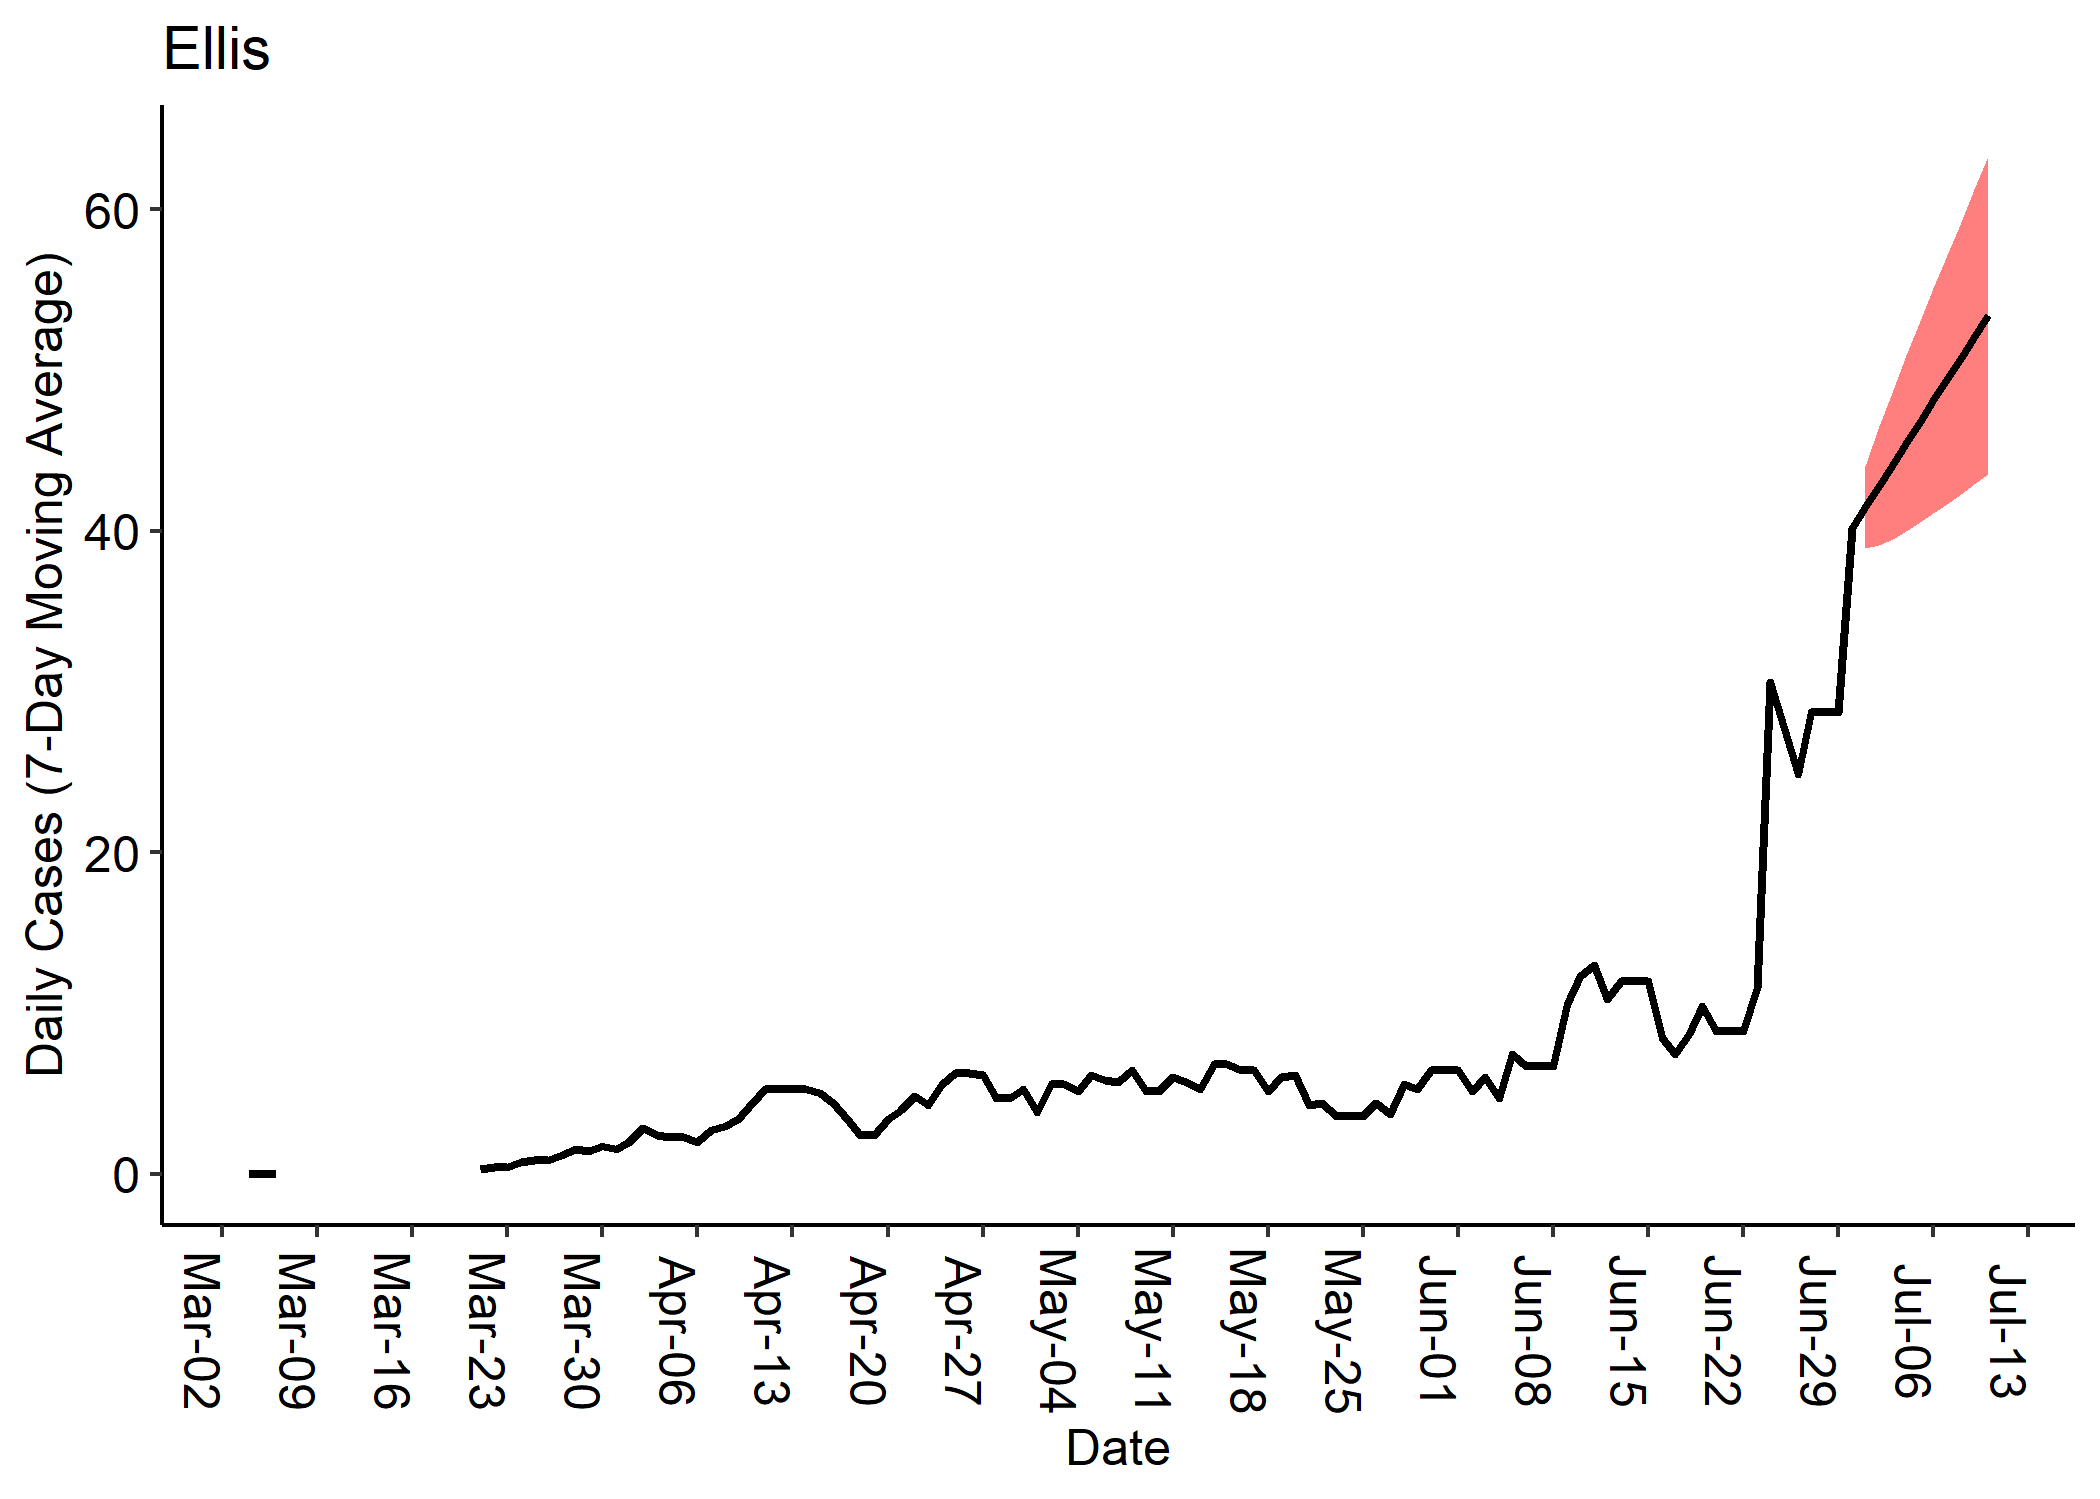 Ellis
Daily Cases (7-Day Moving Average)
60
40
20
0
Mar-02
Mar-09
Mar-16
Mar-23
Mar-30
Apr-06
Apr-13
Apr-20
Apr-27
May-04
May-11
May-18
May-25
Jun-01
Jun-08
Jun-15
Jun-22
Jun-29
Jul-06
Jul-13
Date